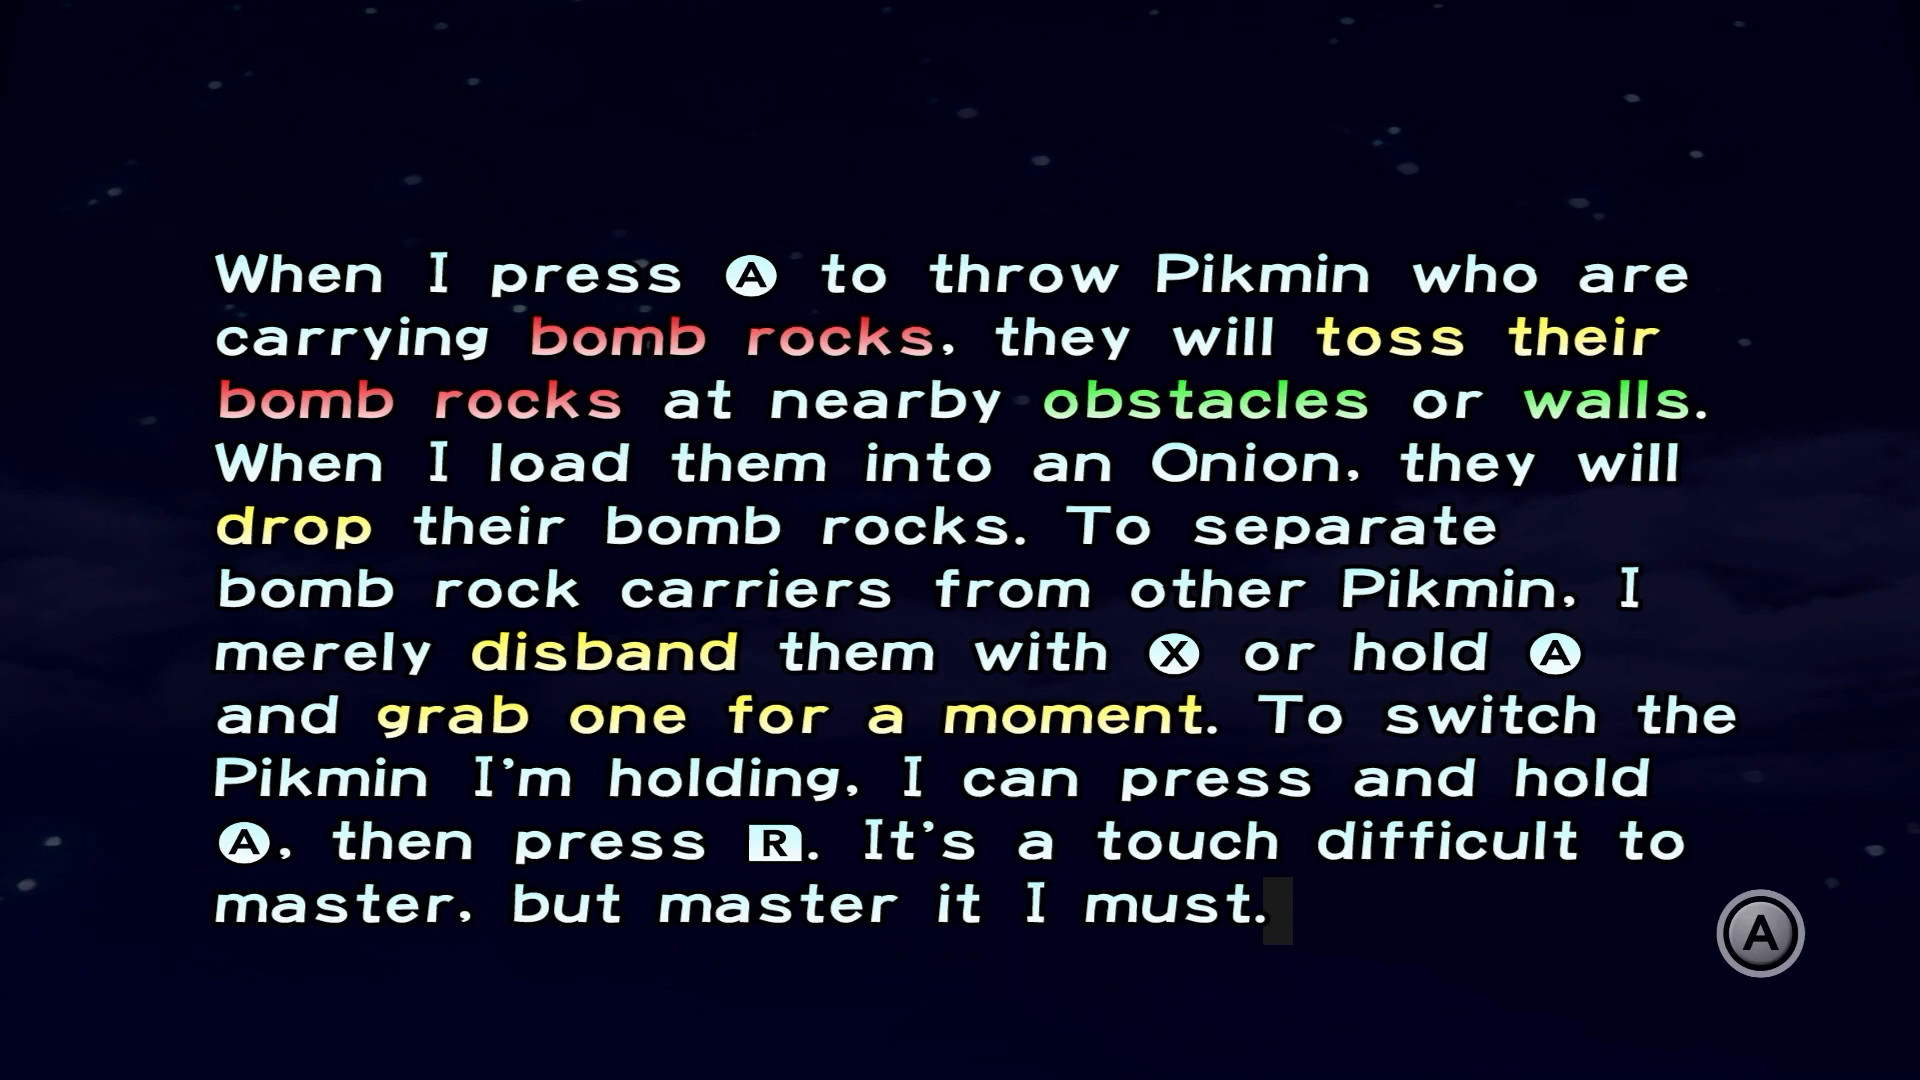 When I press A to throw Pikmin who are
carrying bomb rocks, they will toss their
bomb rocks at nearby obstacles or walls.
When I load them into an Onion, they will
drop their bomb rocks. To separate
bomb rock carriers from other Pikmin, I
merely disband them with X or hold A
and grab one for a moment. To switch the
Pikmin I'm holding, I can press and hold
A, then press R. It's a touch difficult to
master, but master it I must.
A